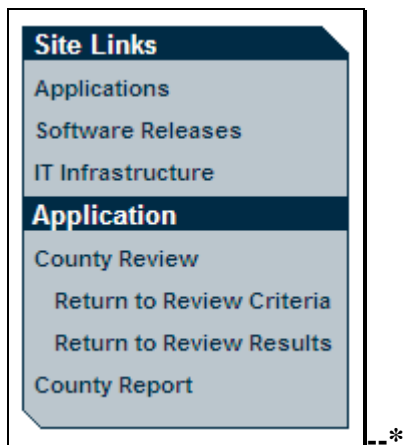 Site Links
Applications
Software Releases
IT Infrastructure
Application
County Review
Return to Review Criteria
Return to Review Results
County Report
--*